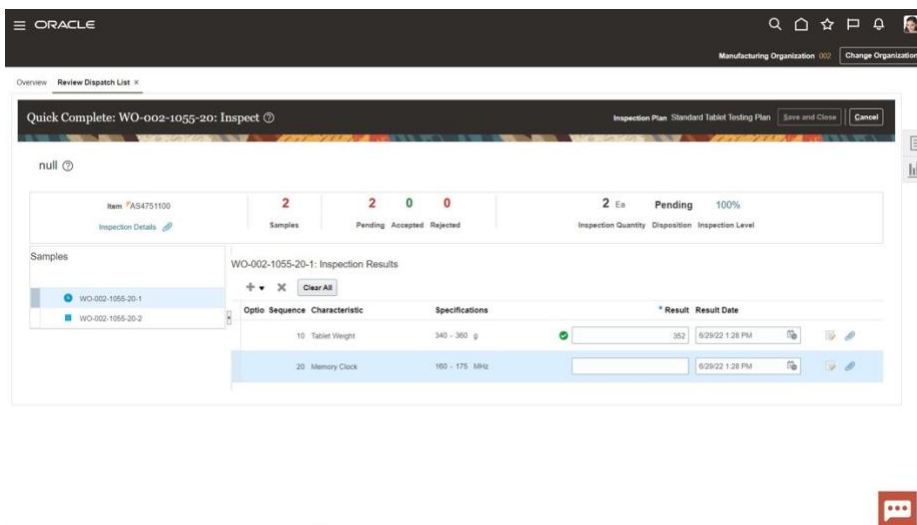 ORACLE
Manufacturing Organization 002 Change Organization
Overview Review Dispatch List ×
Quick Complete: WO-002-1055-20: Inspect
Inspection Plan Standard Tablet Testing Plan Save and Close Cancel
null
Item AS4751100
Inspection Details
2
Samples
2 0 0
Pending Accepted Rejected
2 Ea Pending 100%
Inspection Quantity Disposition Inspection Level
Samples
WO-002-1055-20-1
WO-002-1055-20-2
WO-002-1055-20-1: Inspection Results
Clear All
Optio Sequence Characteristic Specifications * Result Result Date
10 Tablet Weight 340 - 360 g 352 6/29/22 1:28 PM
20 Memory Clock 160 - 175 MHz 6/29/22 1:28 PM